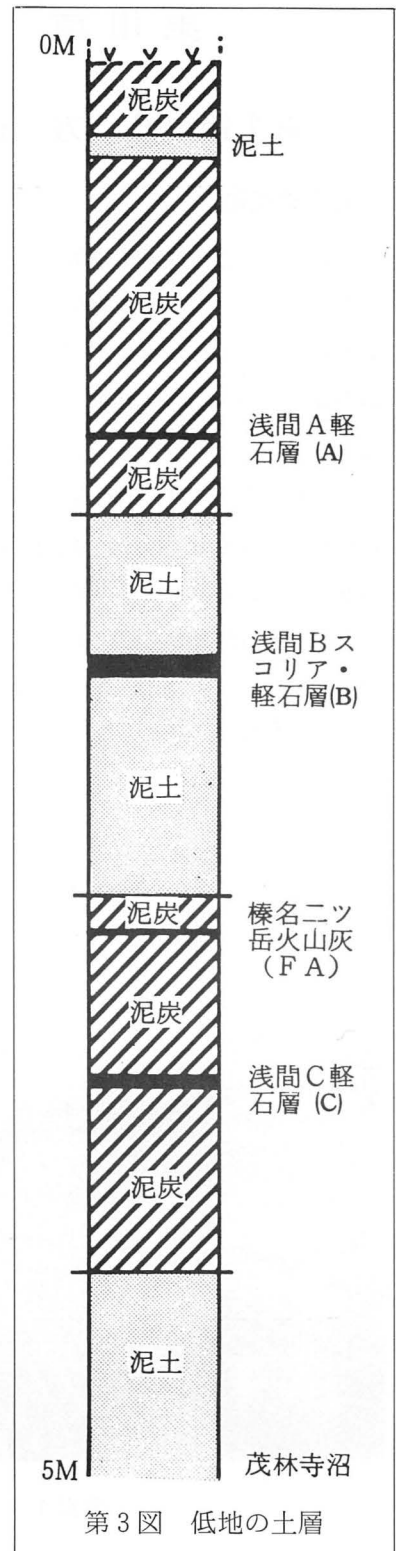 0M
泥炭
泥土
泥炭
浅間A軽
石層 (A)
泥炭
泥土
浅間Bス
コリア・
軽石層(B)
泥土
泥炭
榛名二ツ
岳火山灰
(FA)
泥炭
浅間C軽
石層 (C)
泥炭
泥土
5M
茂林寺沼
第3図 低地の土層